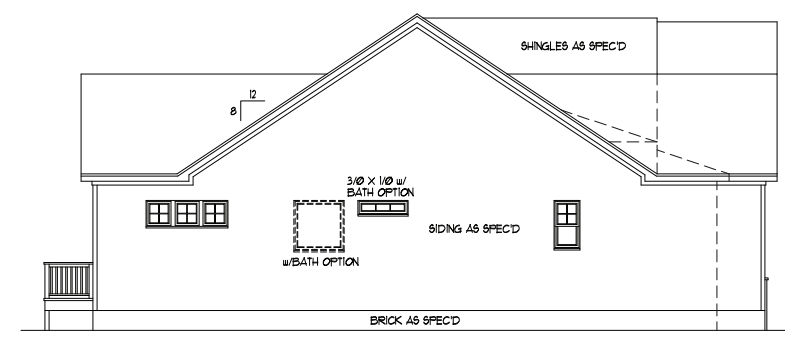 SHINGLES AS SPEC'D
12
8
3/0 X 1/0 w/
BATH OPTION
SIDING AS SPEC'D
w/BATH OPTION
BRICK AS SPEC'D